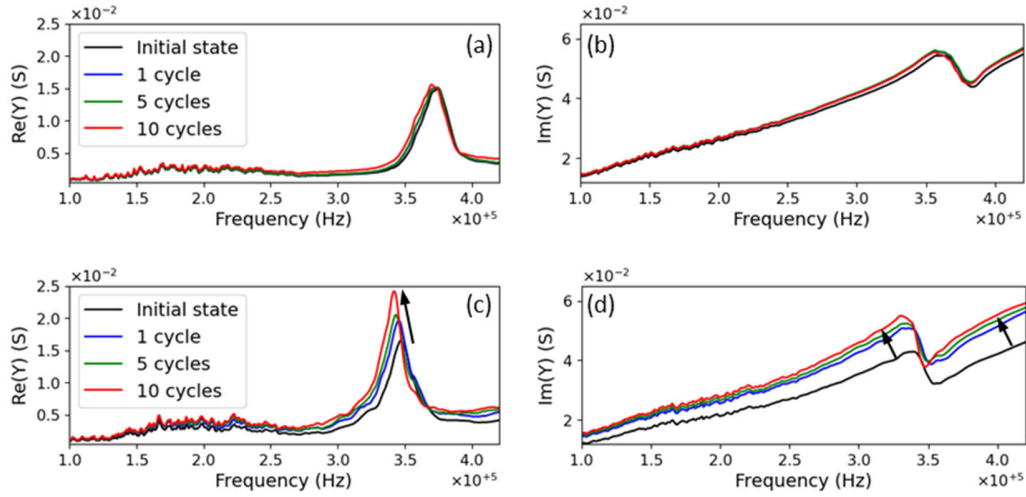 ×10⁻²
(a)
2.5
2.0
1.5
1.0
0.5
Re(Y) (S)
Initial state
1 cycle
5 cycles
10 cycles
1.0 1.5 2.0 2.5 3.0 3.5 4.0
Frequency (Hz)
×10⁺⁵
×10⁻²
(b)
6
4
2
Im(Y) (S)
1.0 1.5 2.0 2.5 3.0 3.5 4.0
Frequency (Hz)
×10⁺⁵
×10⁻²
(c)
2.5
2.0
1.5
1.0
0.5
Re(Y) (S)
Initial state
1 cycle
5 cycles
10 cycles
1.0 1.5 2.0 2.5 3.0 3.5 4.0
Frequency (Hz)
×10⁺⁵
×10⁻²
(d)
6
4
2
Im(Y) (S)
1.0 1.5 2.0 2.5 3.0 3.5 4.0
Frequency (Hz)
×10⁺⁵